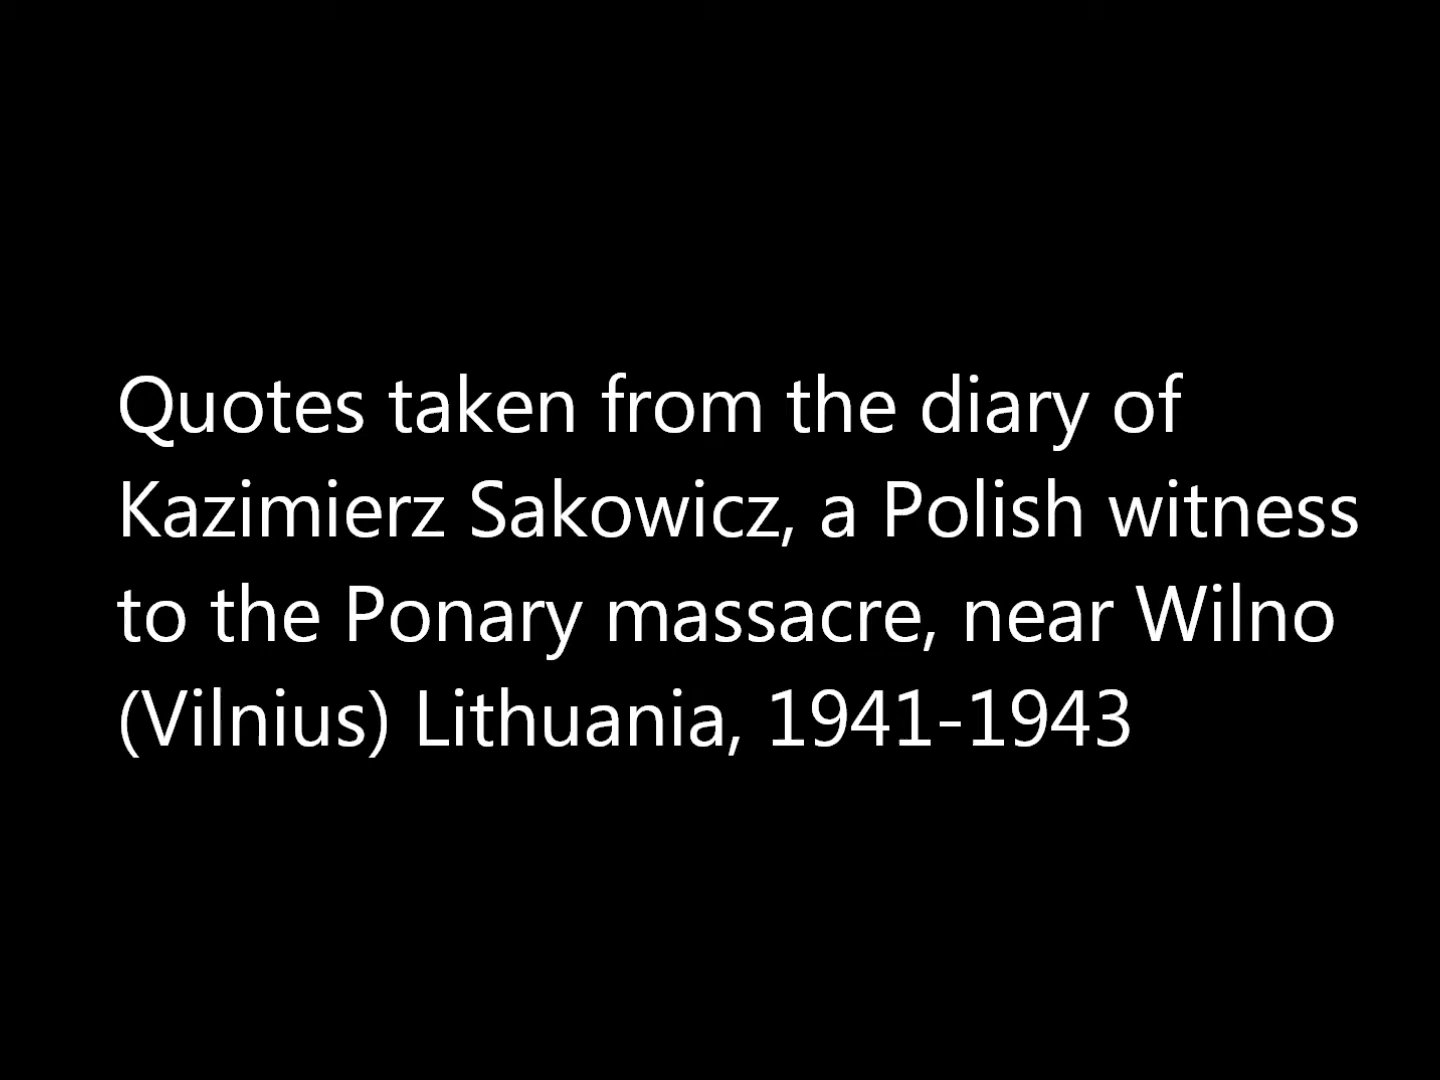 Quotes taken from the diary of
Kazimierz Sakowicz, a Polish witness
to the Ponary massacre, near Wilno
(Vilnius) Lithuania, 1941-1943